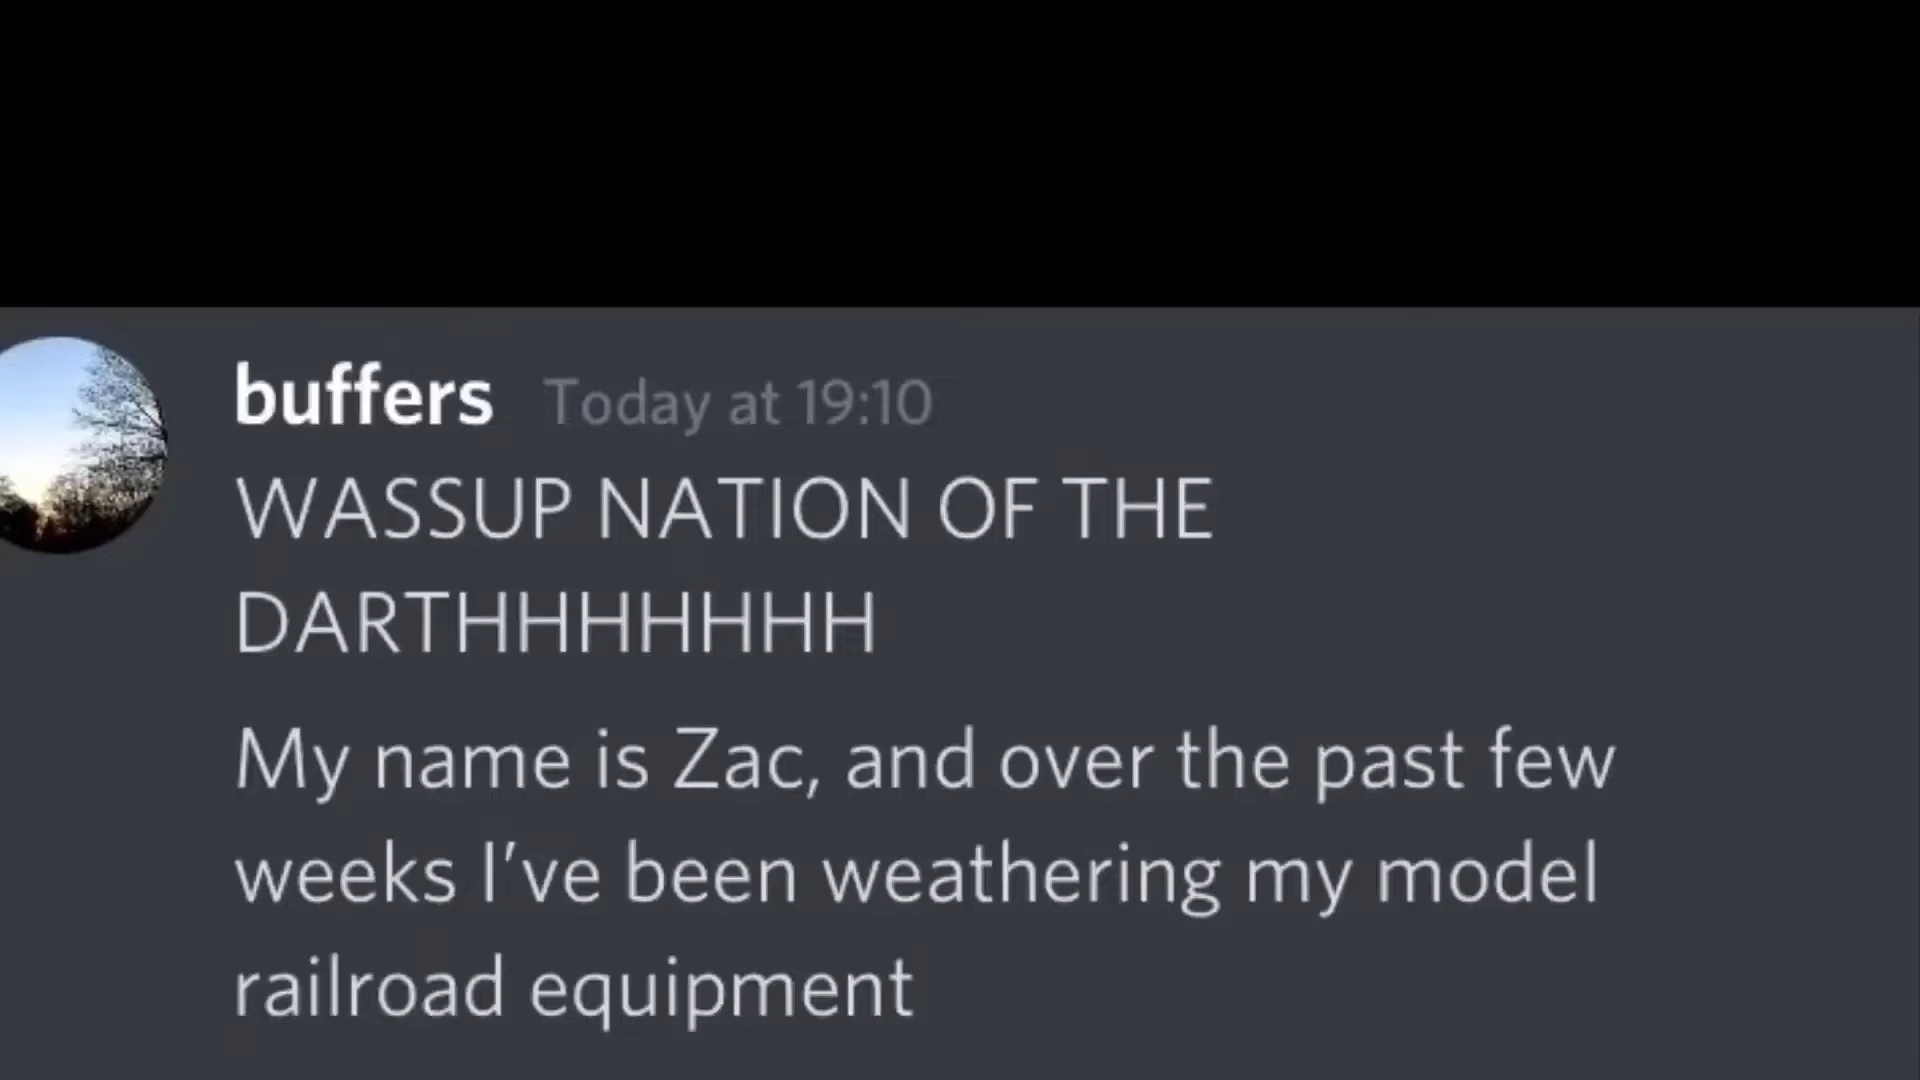 buffers Today at 19:10
WASSUP NATION OF THE
DARTHHHHHHH
My name is Zac, and over the past few
weeks I've been weathering my model
railroad equipment